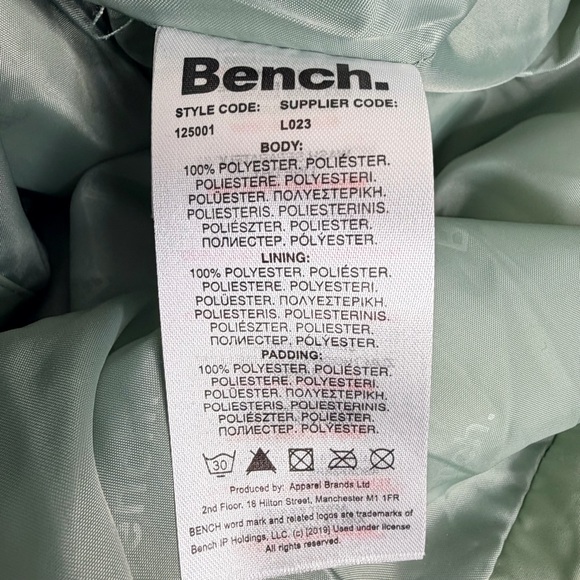 Bench.
STYLE CODE: SUPPLIER CODE:
125001 L023
BODY:
100% POLYESTER. POLIÉSTER.
POLIESTERE. POLYESTERI.
POLÜESTER. ΠΟΛΥΕΣΤΕΡΙΚΗ.
POLIESTERIS. POLIESTERINIS.
POLIÉSZTER. POLIESTER.
ПОЛИЕСТЕР. PÓLÝESTER.
LINING:
100% POLYESTER. POLIÉSTER.
POLIESTERE. POLYESTERI.
POLÜESTER. ΠΟΛΥΕΣΤΕΡΙΚΗ.
POLIESTERIS. POLIESTERINIS.
POLIÉSZTER. POLIESTER.
ПОЛИЕСТЕР. PÓLÝESTER.
PADDING:
100% POLYESTER. POLIÉSTER.
POLIESTERE. POLYESTERI.
POLÜESTER. ΠΟΛΥΕΣΤΕΡΙΚΗ.
POLIESTERIS. POLIESTERINIS.
POLIÉSZTER. POLIESTER.
ПОЛИЕСТЕР. PÓLÝESTER.
30
Produced by: Apparel Brands Ltd
2nd Floor. 16 Hilton Street, Manchester M1 1FR
BENCH word mark and related logos are trademarks of
Bench IP Holdings, LLC. (c) [2019] Used under license
All rights reserved.